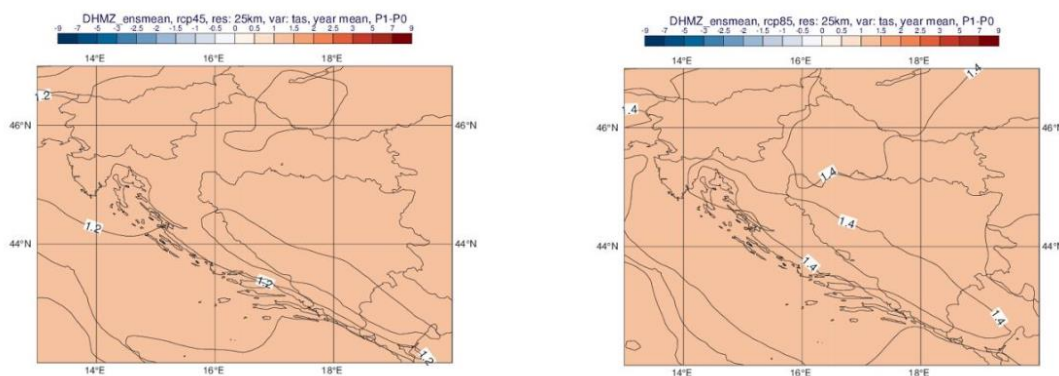 DHMZ_ensmean, rcp45, res: 25km, var: tas, year mean, P1-P0
-9 -7 -5 -3 -2.5 -2 -1.5 -1 -0.5 0 0.5 1 1.5 2 2.5 3 5 7 9
14°E 16°E 18°E
46°N 46°N
44°N 44°N
14°E 16°E 18°E
1.2
1.2
1.2
1.2
DHMZ_ensmean, rcp85, res: 25km, var: tas, year mean, P1-P0
-9 -7 -5 -3 -2.5 -2 -1.5 -1 -0.5 0 0.5 1 1.5 2 2.5 3 5 7 9
14°E 16°E 18°E
46°N 46°N
44°N 44°N
14°E 16°E 18°E
1.4
1.4
1.4
1.4
1.4
1.4